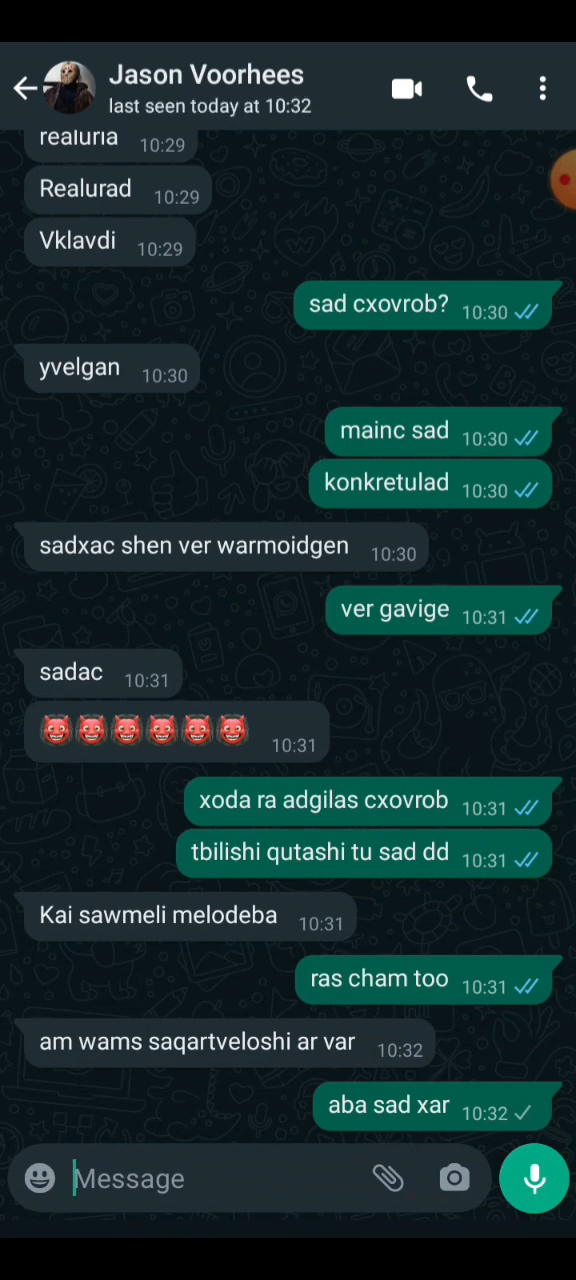 Jason Voorhees
last seen today at 10:32
realuria 10:29
Realurad 10:29
Vklavdi 10:29
sad cxovrob? 10:30
yvelgan 10:30
mainc sad 10:30
konkretulad 10:30
sadxac shen ver warmoidgen 10:30
ver gavige 10:31
sadac 10:31
👹👹👹👹👹👹 10:31
xoda ra adgilas cxovrob 10:31
tbilishi qutashi tu sad dd 10:31
Kai sawmeli melodeba 10:31
ras cham too 10:31
am wams saqartveloshi ar var 10:32
aba sad xar 10:32
Message